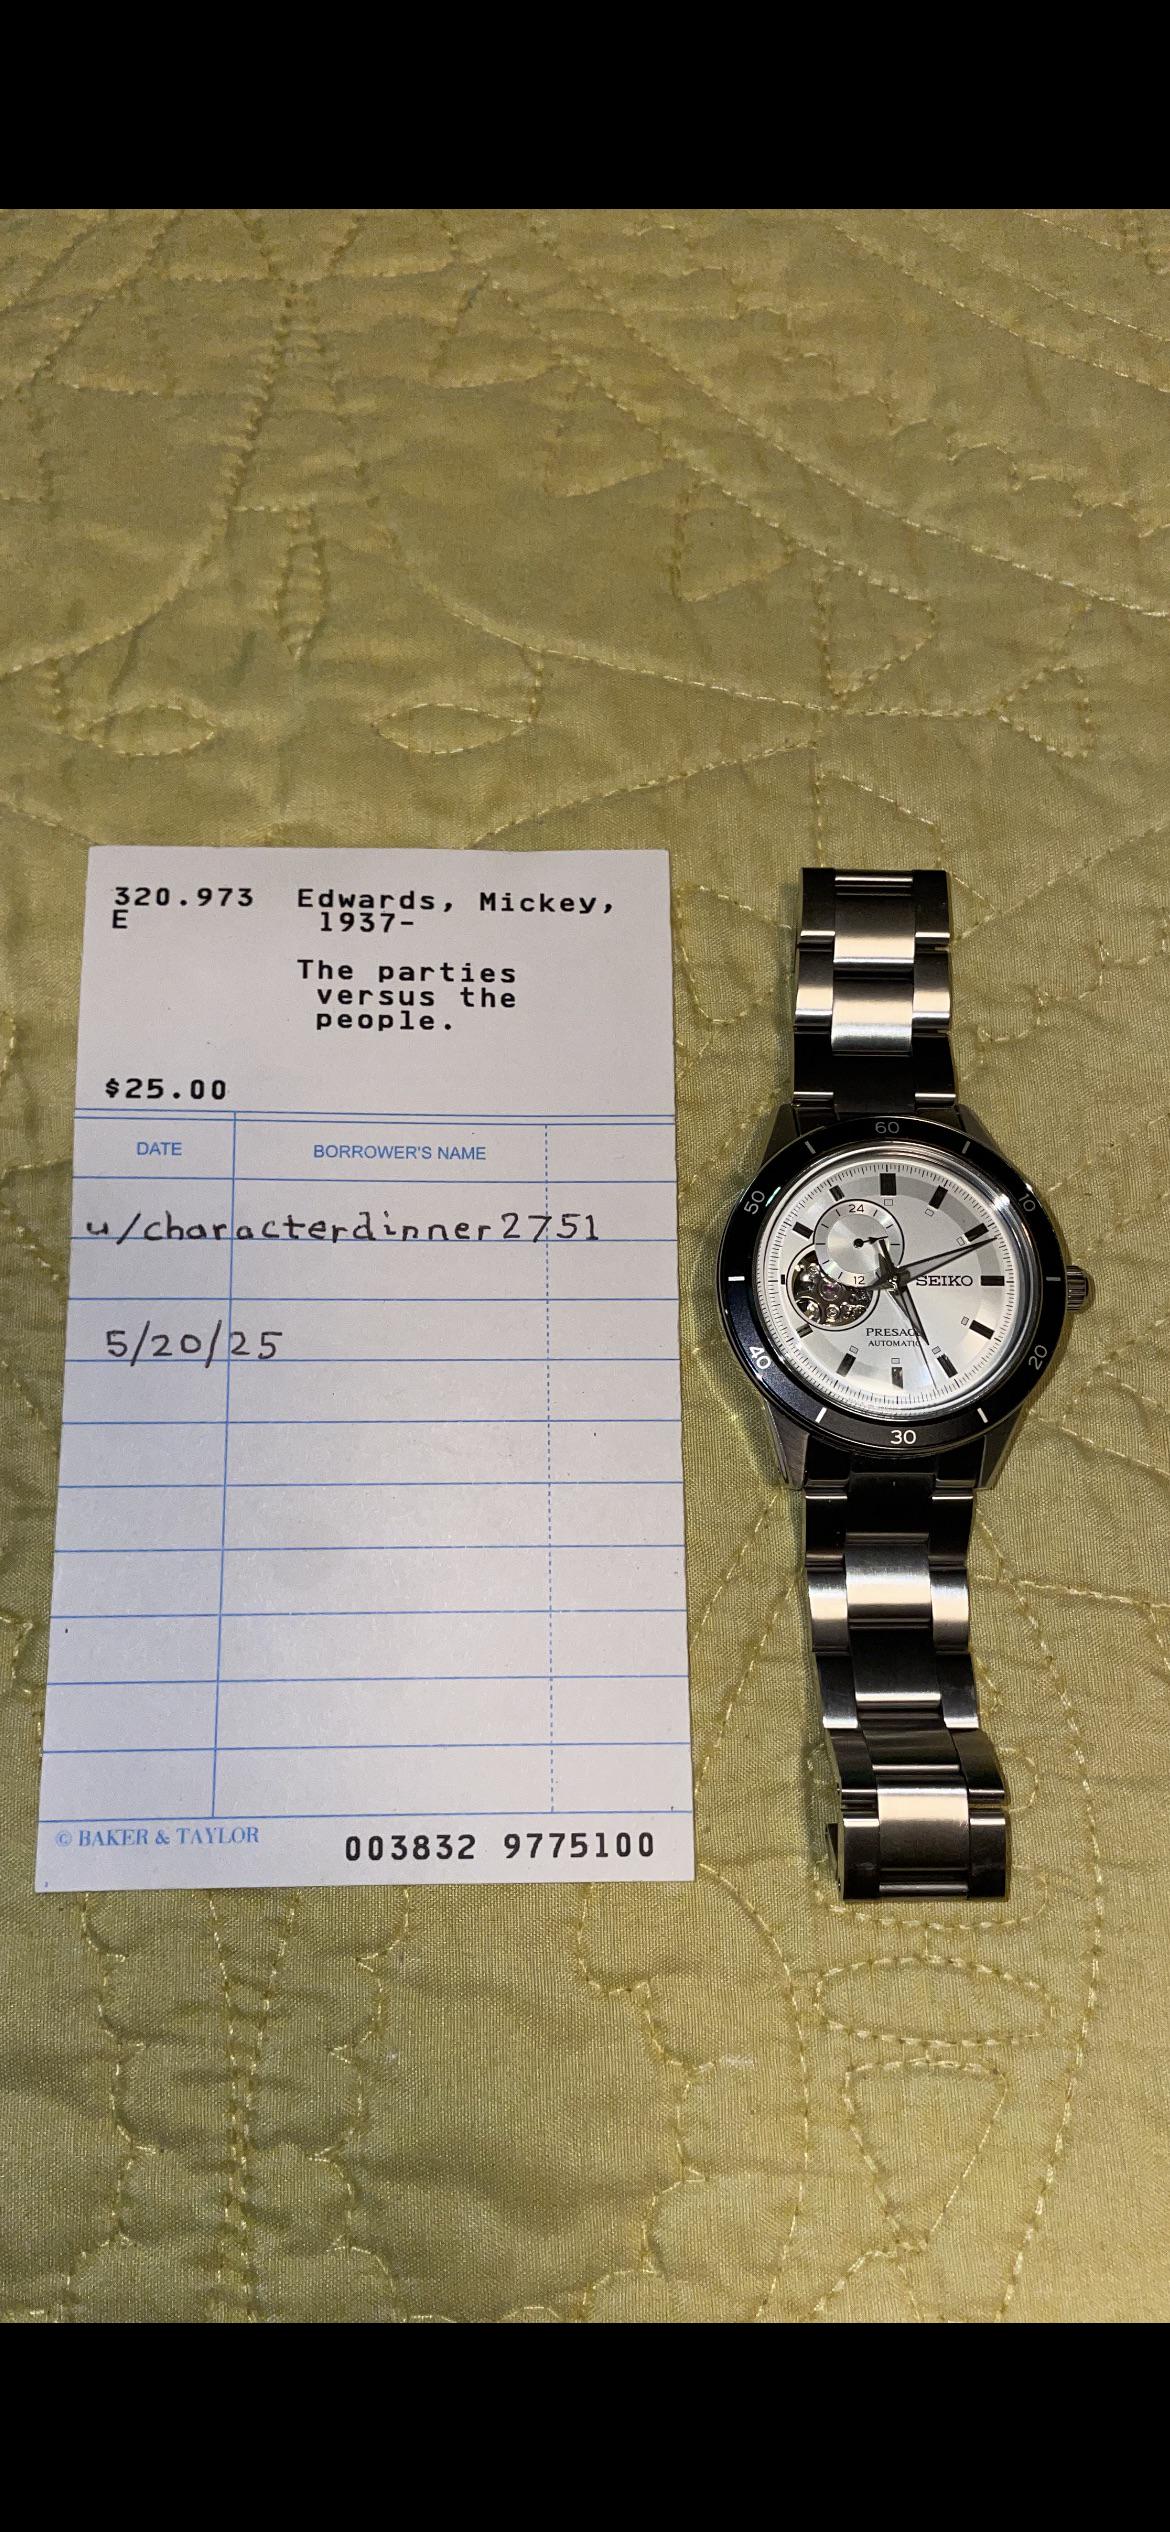 320.973 Edwards, Mickey,
E 1937-
The parties
versus the
people.
$25.00
DATE BORROWER'S NAME
u/characterdinner2751
5/20/25
© BAKER & TAYLOR 003832 9775100
60
10
20
30
40
50
24
12
SEIKO
PRESAGE
AUTOMATIC